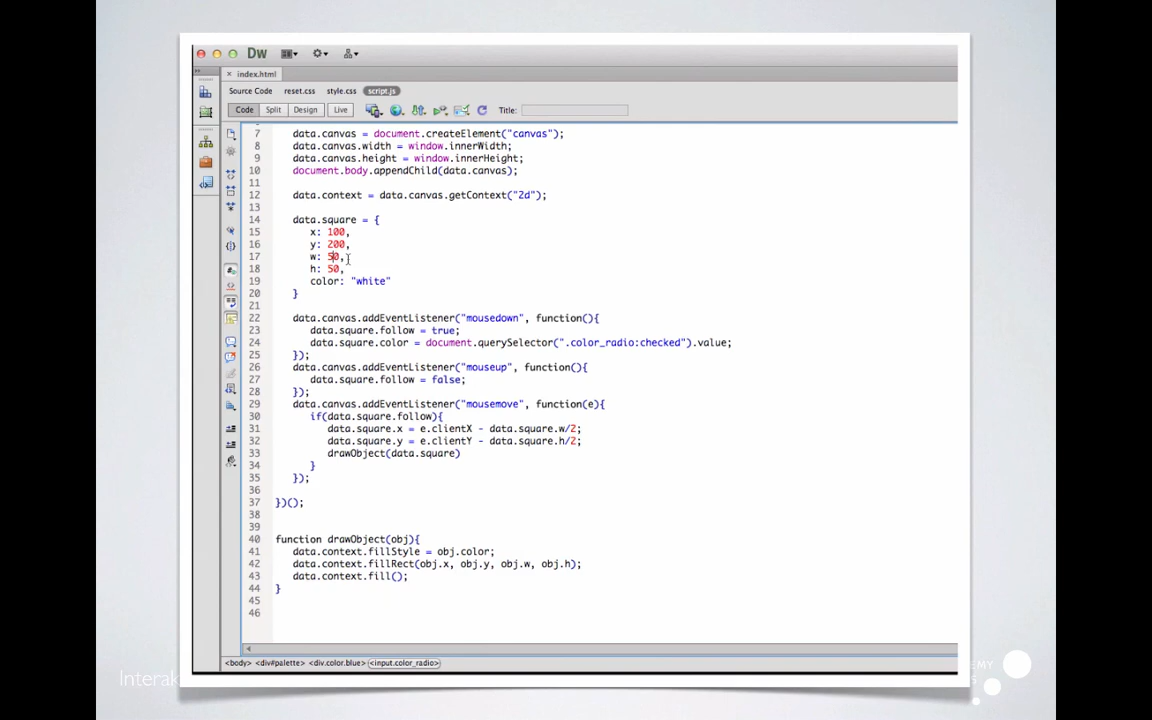 Dw
index.html
Source Code reset.css style.css script.js
Code Split Design Live Title:
7 data.canvas = document.createElement("canvas");
8 data.canvas.width = window.innerWidth;
9 data.canvas.height = window.innerHeight;
10 document.body.appendChild(data.canvas);
11
12 data.context = data.canvas.getContext("2d");
13
14 data.square = {
15 x: 100,
16 y: 200,
17 w: 50,
18 h: 50,
19 color: "white"
20 }
21
22 data.canvas.addEventListener("mousedown", function(){
23 data.square.follow = true;
24 data.square.color = document.querySelector(".color_radio:checked").value;
25 });
26 data.canvas.addEventListener("mouseup", function(){
27 data.square.follow = false;
28 });
29 data.canvas.addEventListener("mousemove", function(e){
30 if(data.square.follow){
31 data.square.x = e.clientX - data.square.w/2;
32 data.square.y = e.clientY - data.square.h/2;
33 drawObject(data.square)
34 }
35 });
36
37 })();
38
39
40 function drawObject(obj){
41 data.context.fillStyle = obj.color;
42 data.context.fillRect(obj.x, obj.y, obj.w, obj.h);
43 data.context.fill();
44 }
45
46
<body> <div#palette> <div.color.blue> <input.color_radio>